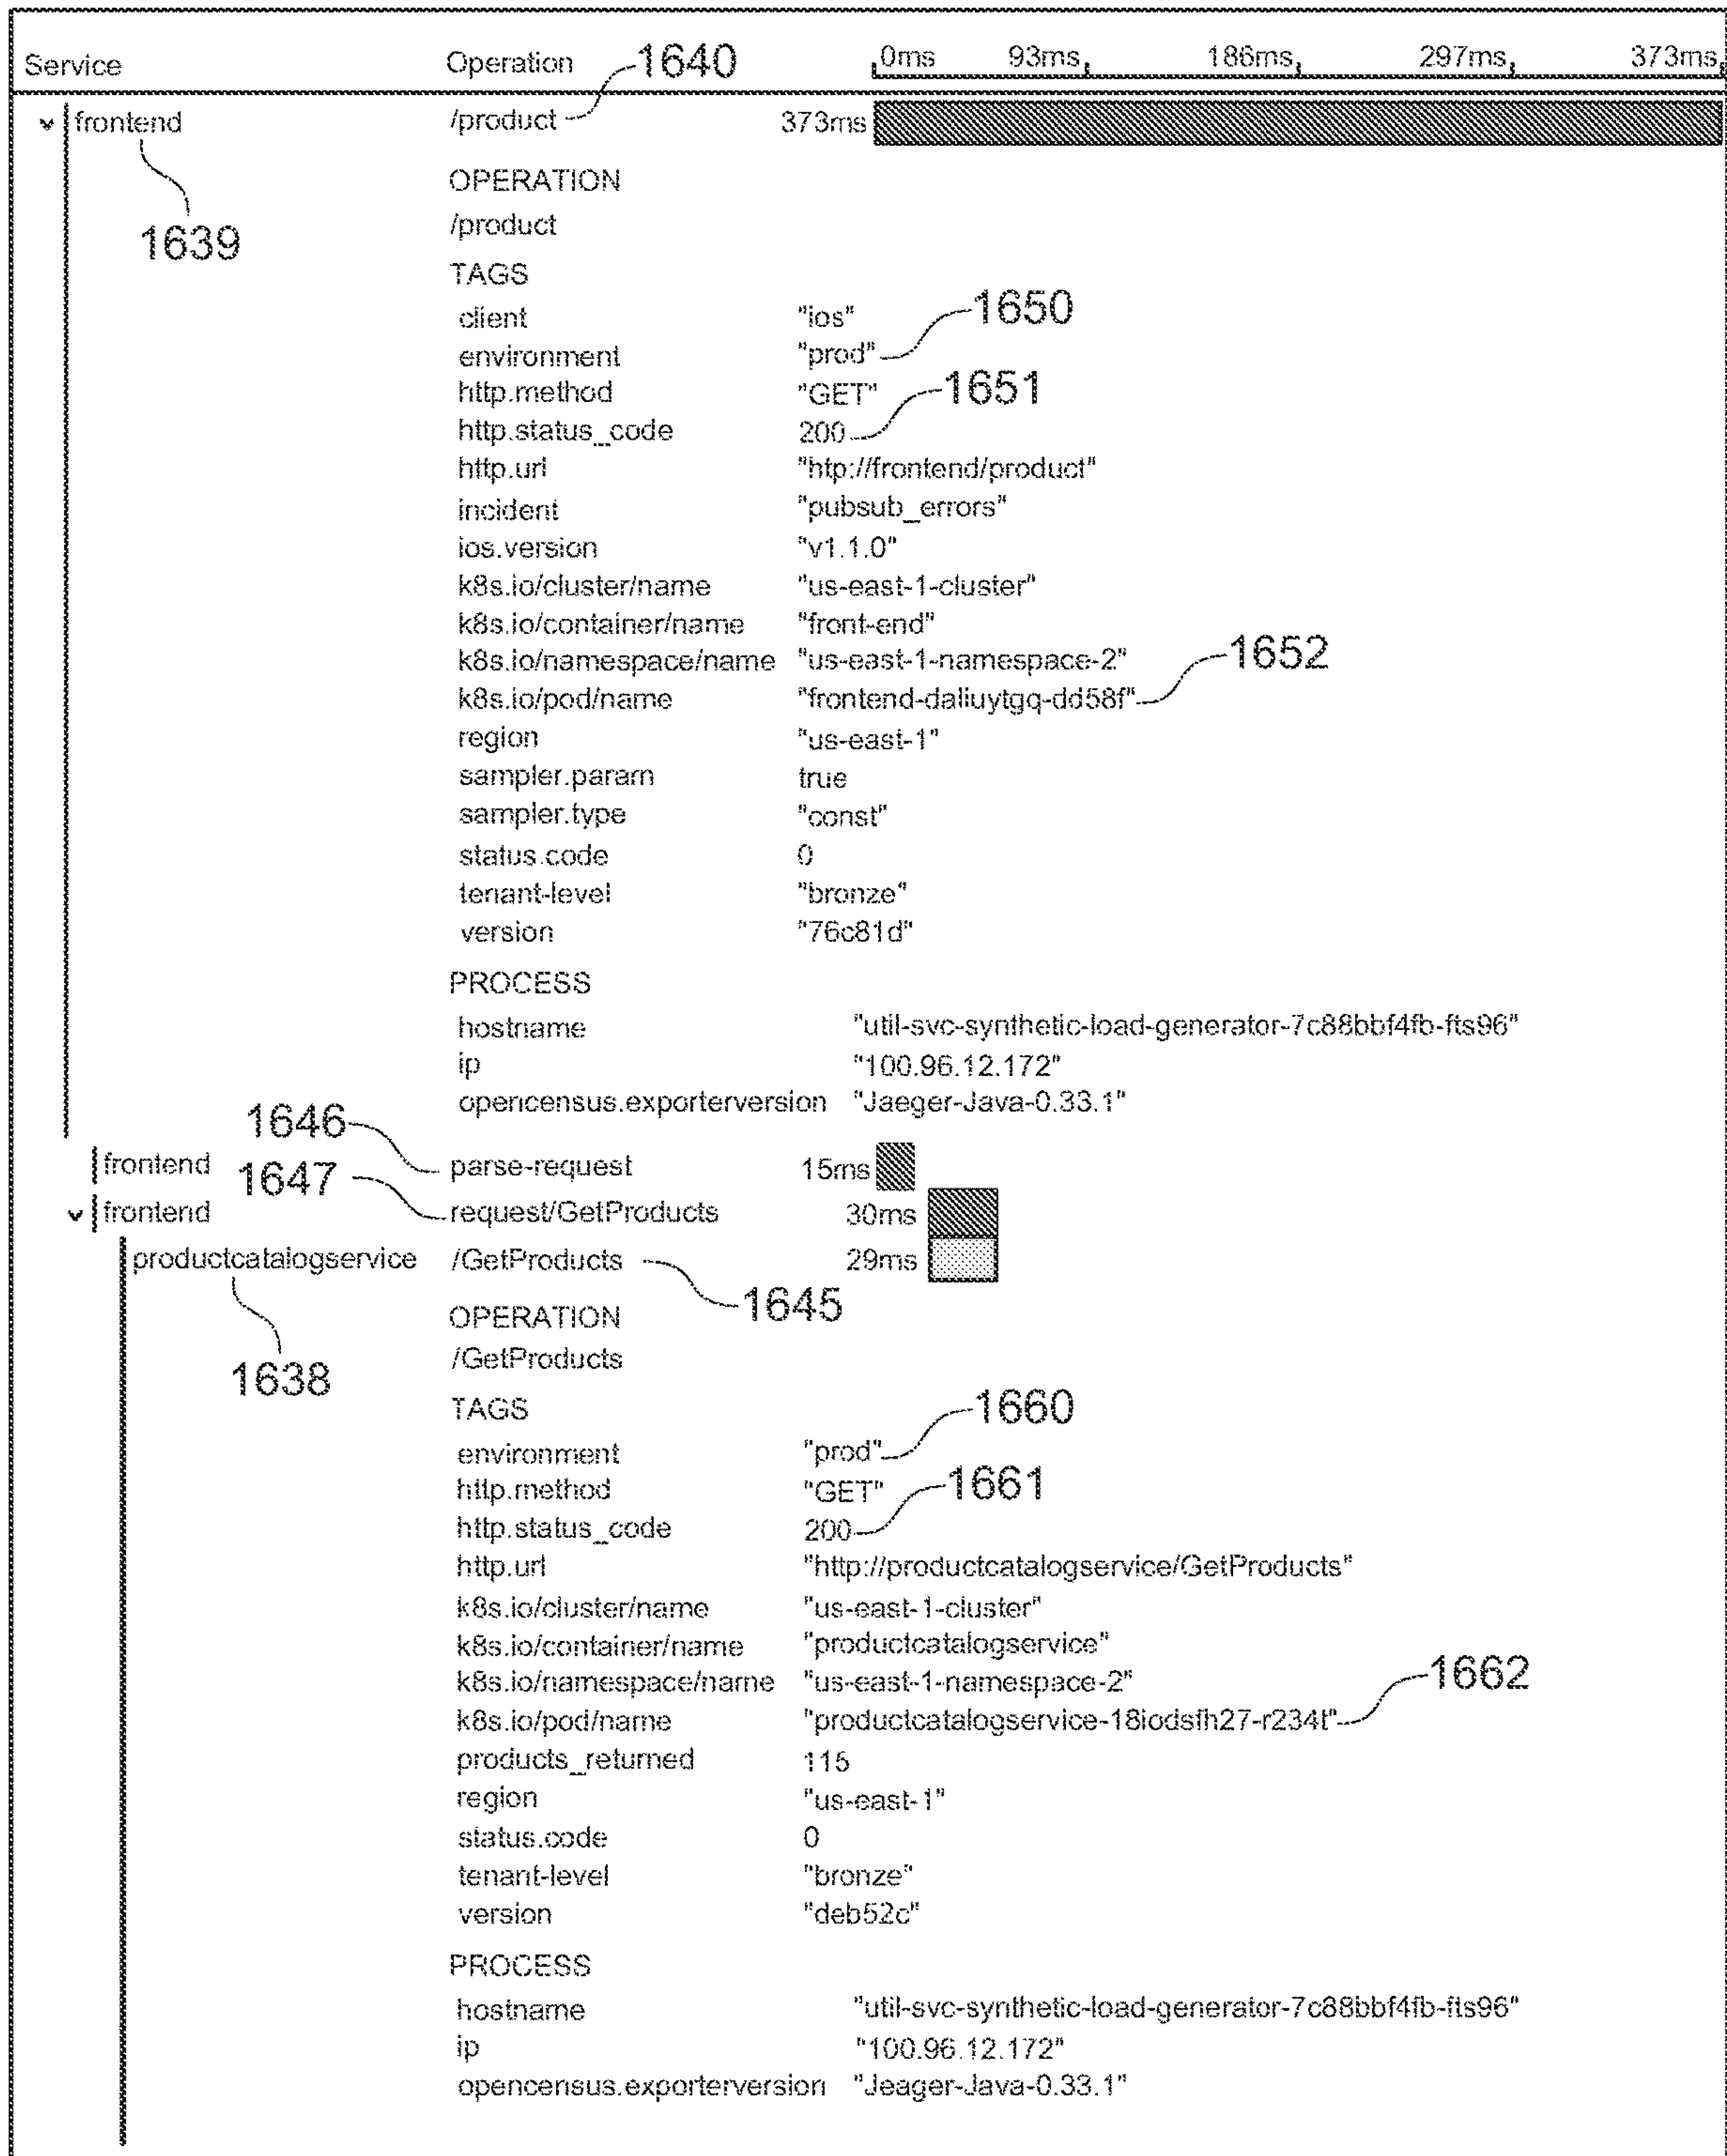 Service Operation 1640 0ms 93ms 186ms 297ms 373ms
frontend /product 373ms
OPERATION
1639 /product
TAGS
client "ios" 1650
environment "prod"
http.method "GET" 1651
http.status_code 200
http.url "htp://frontend/product"
incident "pubsub_errors"
ios.version "v1.1.0"
k8s.io/cluster/name "us-east-1-cluster"
k8s.io/container/name "front-end"
k8s.io/namespace/name "us-east-1-namespace-2" 1652
k8s.io/pod/name "frontend-daliuytgq-dd58f"
region "us-east-1"
sampler.param true
sampler.type "const"
status.code 0
tenant-level "bronze"
version "76c81d"
PROCESS
hostname "util-svc-synthetic-load-generator-7c88bbf4fb-fts96"
ip "100.96.12.172"
opencensus.exporterversion "Jaeger-Java-0.33.1"
1646
frontend parse-request 15ms
1647
frontend request/GetProducts 30ms
productcatalogservice /GetProducts 29ms
1645
OPERATION
1638 /GetProducts
TAGS 1660
environment "prod"
http.method "GET" 1661
http.status_code 200
http.url "http://productcatalogservice/GetProducts"
k8s.io/cluster/name "us-east-1-cluster"
k8s.io/container/name "productcatalogservice"
k8s.io/namespace/name "us-east-1-namespace-2" 1662
k8s.io/pod/name "productcatalogservice-18iodsfh27-r234t"
products_returned 115
region "us-east-1"
status.code 0
tenant-level "bronze"
version "deb52c"
PROCESS
hostname "util-svc-synthetic-load-generator-7c88bbf4fb-fts96"
ip "100.96.12.172"
opencensus.exporterversion "Jeager-Java-0.33.1"